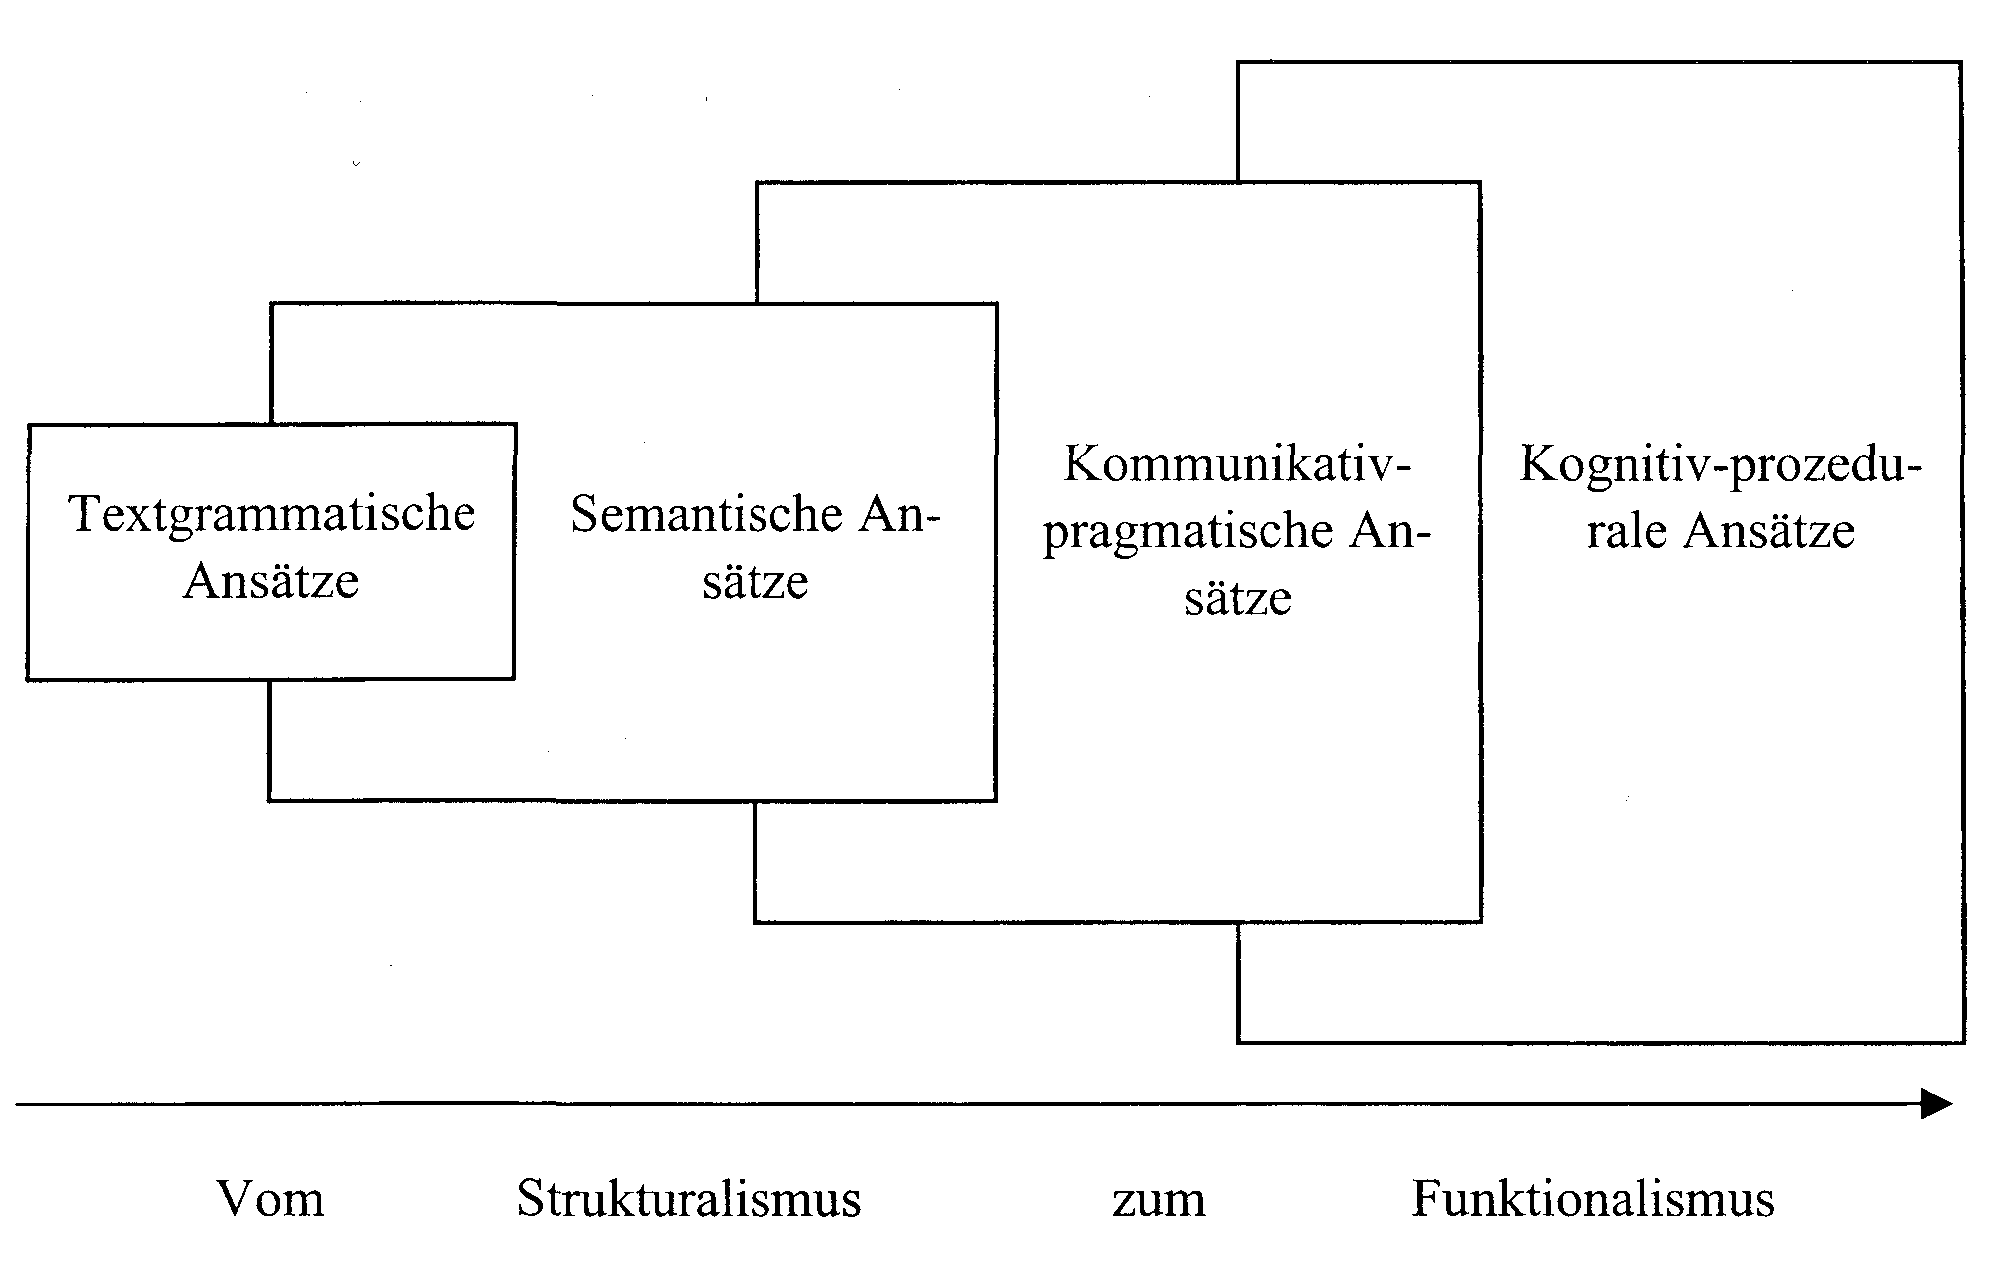 Textgrammatische
Ansätze
Semantische An-
sätze
Kommunikativ-
pragmatische An-
sätze
Kognitiv-prozedu-
rale Ansätze
Vom Strukturalismus zum Funktionalismus